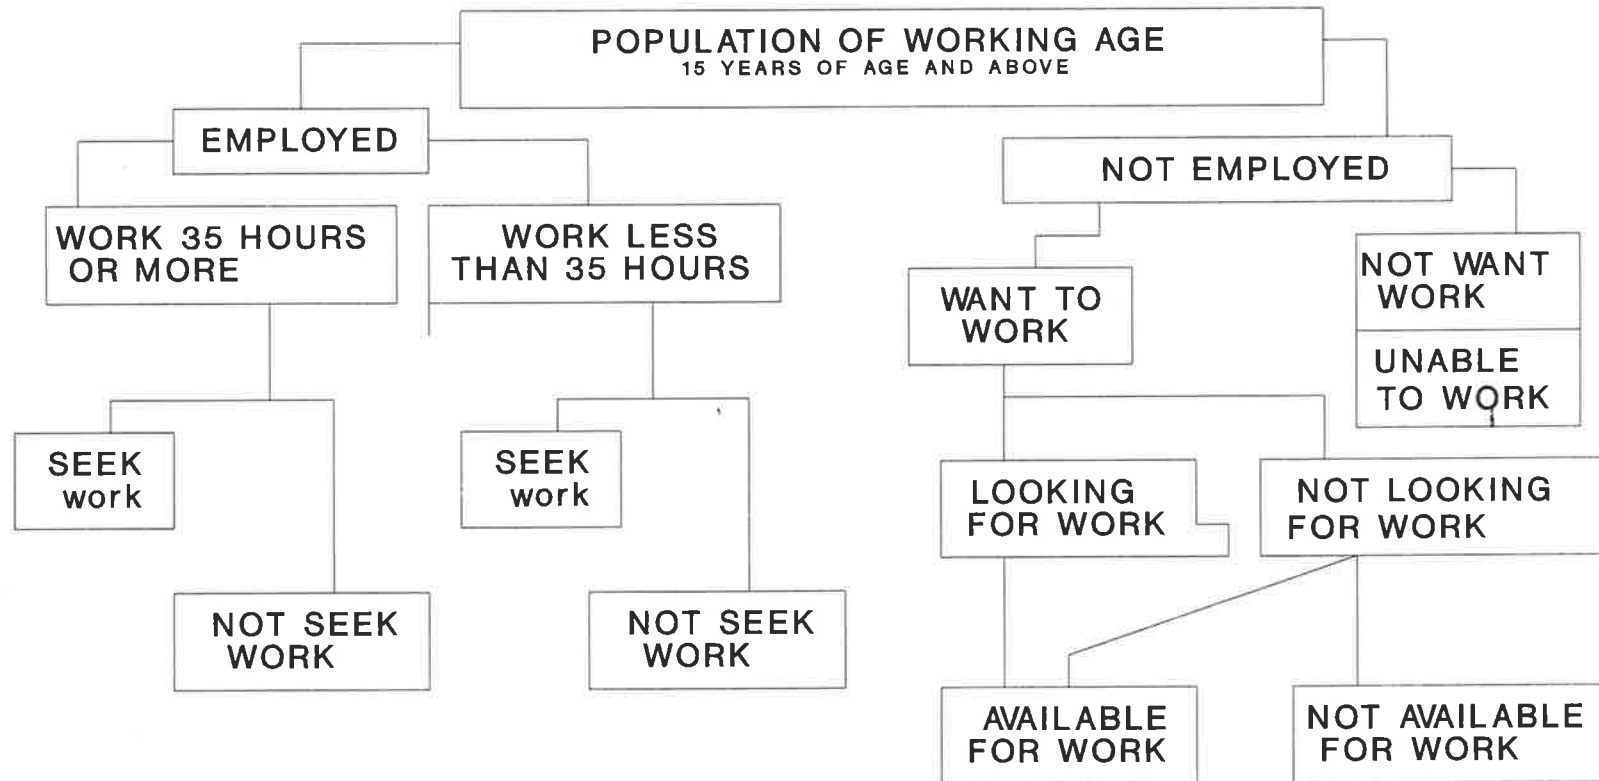 POPULATION OF WORKING AGE
15 YEARS OF AGE AND ABOVE
EMPLOYED
NOT EMPLOYED
WORK 35 HOURS
OR MORE
WORK LESS
THAN 35 HOURS
WANT TO
WORK
NOT WANT
WORK
UNABLE
TO WORK
SEEK
work
SEEK
work
LOOKING
FOR WORK
NOT LOOKING
FOR WORK
NOT SEEK
WORK
NOT SEEK
WORK
AVAILABLE
FOR WORK
NOT AVAILABLE
FOR WORK